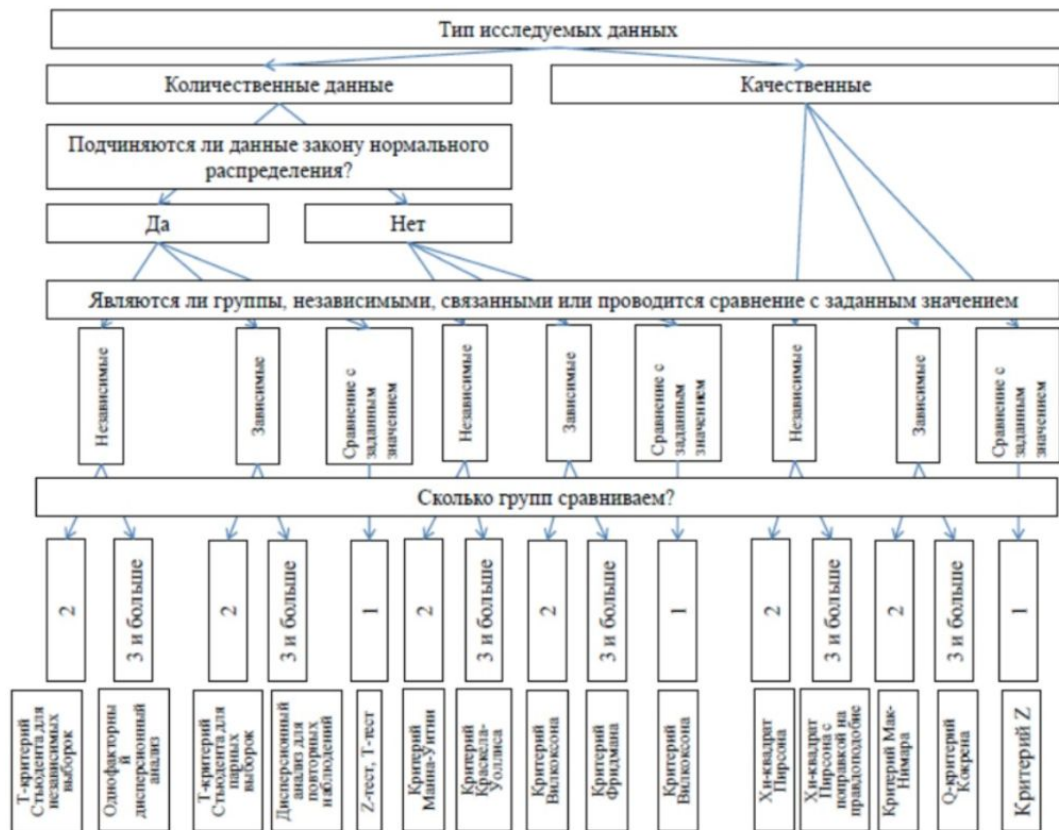 Тип исследуемых данных
Количественные данные
Качественные
Подчиняются ли данные закону нормального
распределения?
Да
Нет
Являются ли группы, независимыми, связанными или проводится сравнение с заданным значением
Независимые
Зависимые
Сравнение с
заданным
значением
Независимые
Зависимые
Сравнение с
заданным
значением
Независимые
Зависимые
Сравнение с
заданным
значением
Сколько групп сравниваем?
2
3 и больше
2
3 и больше
1
2
3 и больше
2
3 и больше
1
2
3 и больше
2
3 и больше
1
Т-критерий
Стьюдента для
независимых
выборок
Однофакторны
й
дисперсионный
анализ
Т-критерий
Стьюдента для
парных
выборок
Дисперсионный
анализ для
повторных
наблюдений
Z-тест, Т-тест
Критерий
Манна-Уитни
Критерий
Краскела-
Уоллиса
Критерий
Вилкоксона
Критерий
Фридмана
Критерий
Вилкоксона
Хи-квадрат
Пирсона
Хи-квадрат
Пирсона с
поправкой на
правдоподобие
Критерий Мак-
Нимара
Q-критерий
Кокрена
Критерий Z